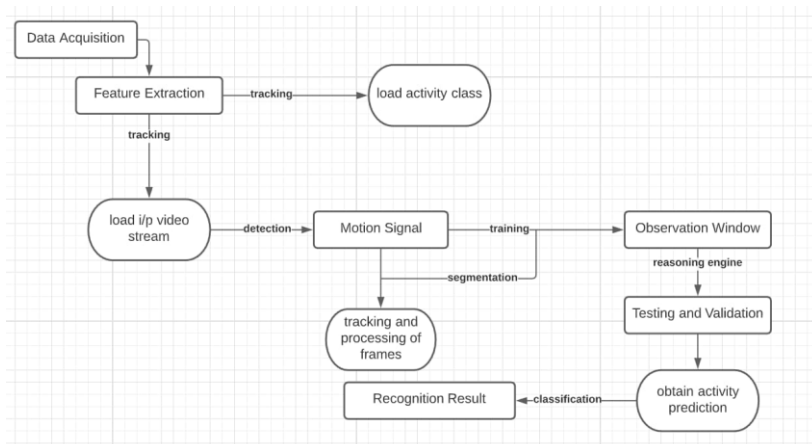 Data Acquisition
Feature Extraction
tracking
load activity class
tracking
load i/p video
stream
detection
Motion Signal
training
Observation Window
segmentation
reasoning engine
tracking and
processing of
frames
Testing and Validation
obtain activity
prediction
classification
Recognition Result